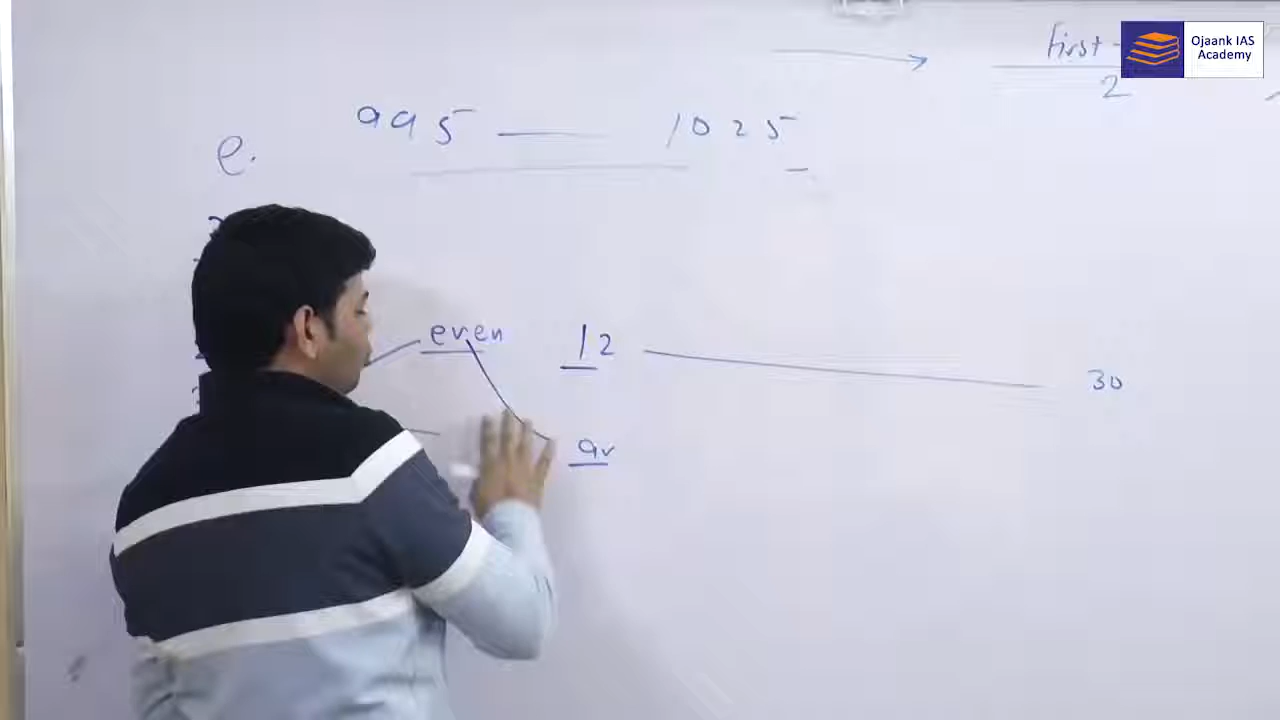 First -
2
Ojaank IAS
Academy
995 — 1025
e.
even 12 — 30
av